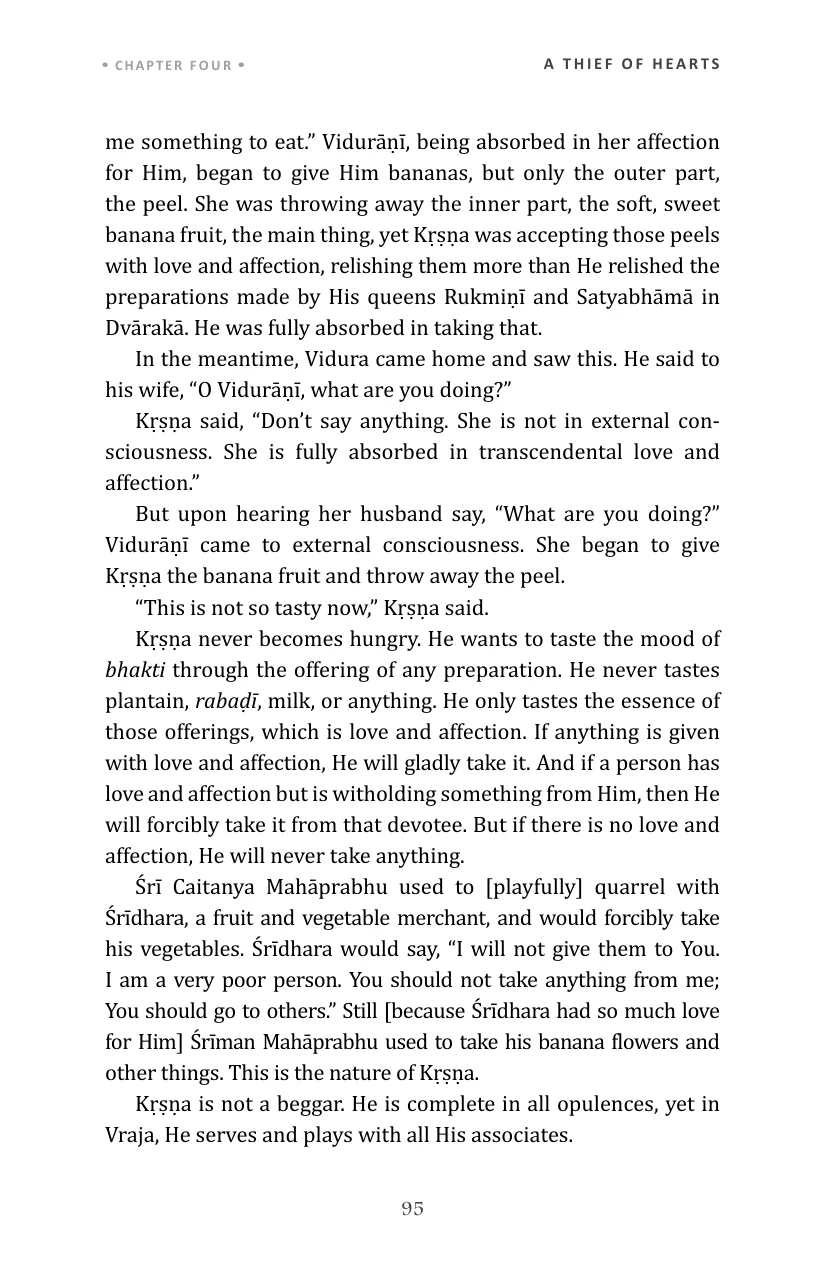 • CHAPTER FOUR •
A THIEF OF HEARTS
me something to eat.” Vidurāṇī, being absorbed in her affection
for Him, began to give Him bananas, but only the outer part,
the peel. She was throwing away the inner part, the soft, sweet
banana fruit, the main thing, yet Kṛṣṇa was accepting those peels
with love and affection, relishing them more than He relished the
preparations made by His queens Rukmiṇī and Satyabhāmā in
Dvārakā. He was fully absorbed in taking that.
In the meantime, Vidura came home and saw this. He said to
his wife, “O Vidurāṇī, what are you doing?”
Kṛṣṇa said, “Don’t say anything. She is not in external con-
sciousness. She is fully absorbed in transcendental love and
affection.”
But upon hearing her husband say, “What are you doing?”
Vidurāṇī came to external consciousness. She began to give
Kṛṣṇa the banana fruit and throw away the peel.
“This is not so tasty now,” Kṛṣṇa said.
Kṛṣṇa never becomes hungry. He wants to taste the mood of
bhakti through the offering of any preparation. He never tastes
plantain, rabaḍī, milk, or anything. He only tastes the essence of
those offerings, which is love and affection. If anything is given
with love and affection, He will gladly take it. And if a person has
love and affection but is witholding something from Him, then He
will forcibly take it from that devotee. But if there is no love and
affection, He will never take anything.
Śrī Caitanya Mahāprabhu used to [playfully] quarrel with
Śrīdhara, a fruit and vegetable merchant, and would forcibly take
his vegetables. Śrīdhara would say, “I will not give them to You.
I am a very poor person. You should not take anything from me;
You should go to others.” Still [because Śrīdhara had so much love
for Him] Śrīman Mahāprabhu used to take his banana flowers and
other things. This is the nature of Kṛṣṇa.
Kṛṣṇa is not a beggar. He is complete in all opulences, yet in
Vraja, He serves and plays with all His associates.
95